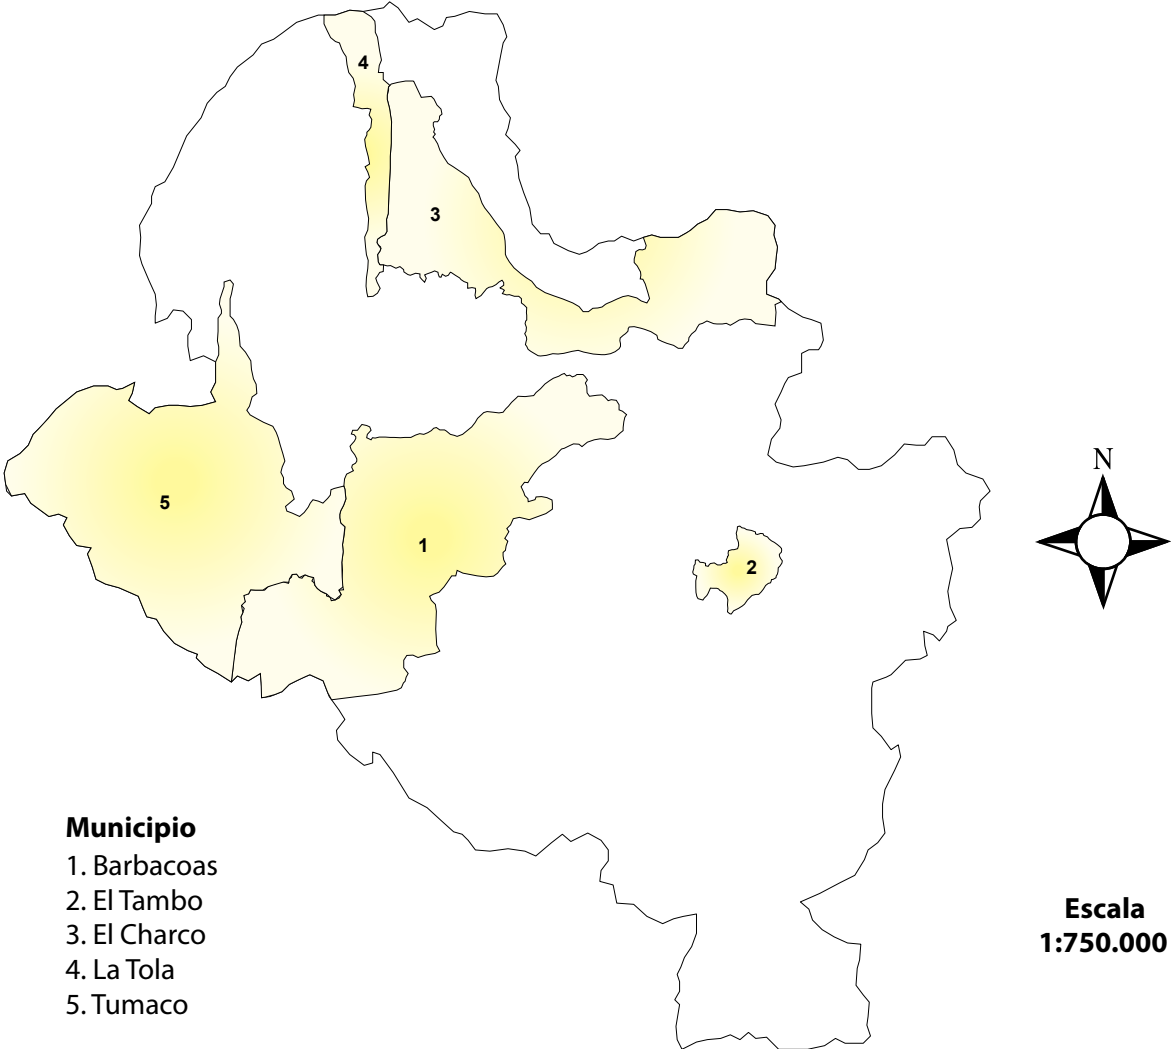 4
3
N
5
1
2
Municipio
1. Barbacoas
2. El Tambo
3. El Charco
4. La Tola
5. Tumaco
Escala
1:750.000